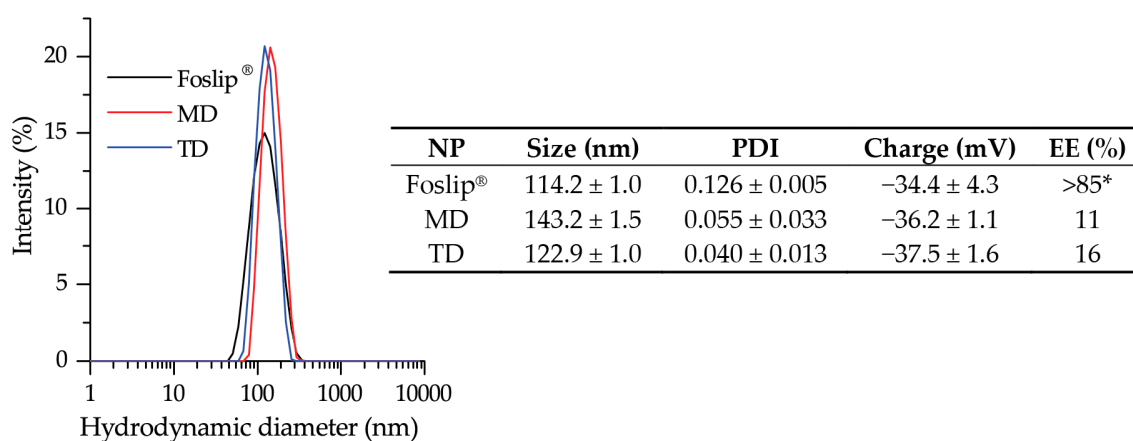 20
15
10
5
0
Intensity (%)
Foslip®
MD
TD
1 10 100 1000 10000
Hydrodynamic diameter (nm)
NP Size (nm) PDI Charge (mV) EE (%)
Foslip® 114.2 ± 1.0 0.126 ± 0.005 −34.4 ± 4.3 >85*
MD 143.2 ± 1.5 0.055 ± 0.033 −36.2 ± 1.1 11
TD 122.9 ± 1.0 0.040 ± 0.013 −37.5 ± 1.6 16